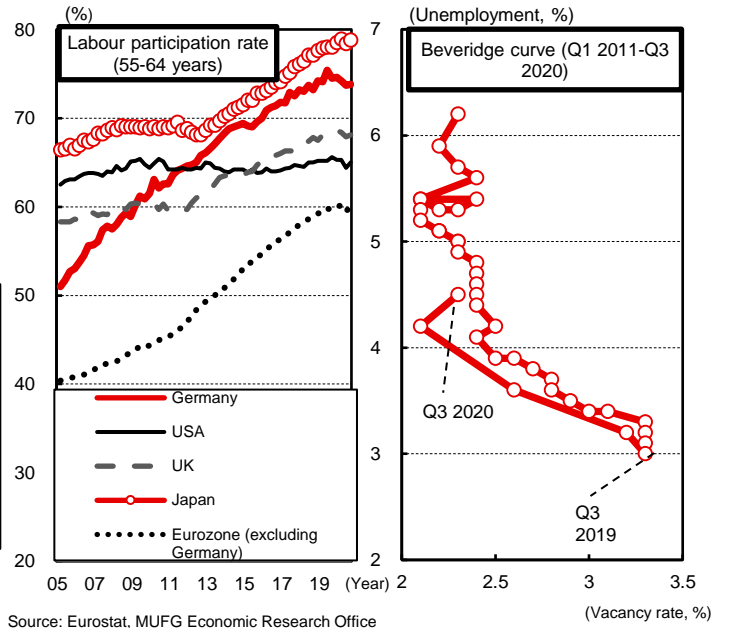 (%)
Labour participation rate
(55-64 years)
80
70
60
50
40
30
20
Germany
USA
UK
Japan
Eurozone (excluding
Germany)
05 07 09 11 13 15 17 19 (Year)
(Unemployment, %)
Beveridge curve (Q1 2011-Q3
2020)
7
6
5
4
3
2
Q3 2020
Q3
2019
2 2.5 3 3.5
(Vacancy rate, %)
Source: Eurostat, MUFG Economic Research Office